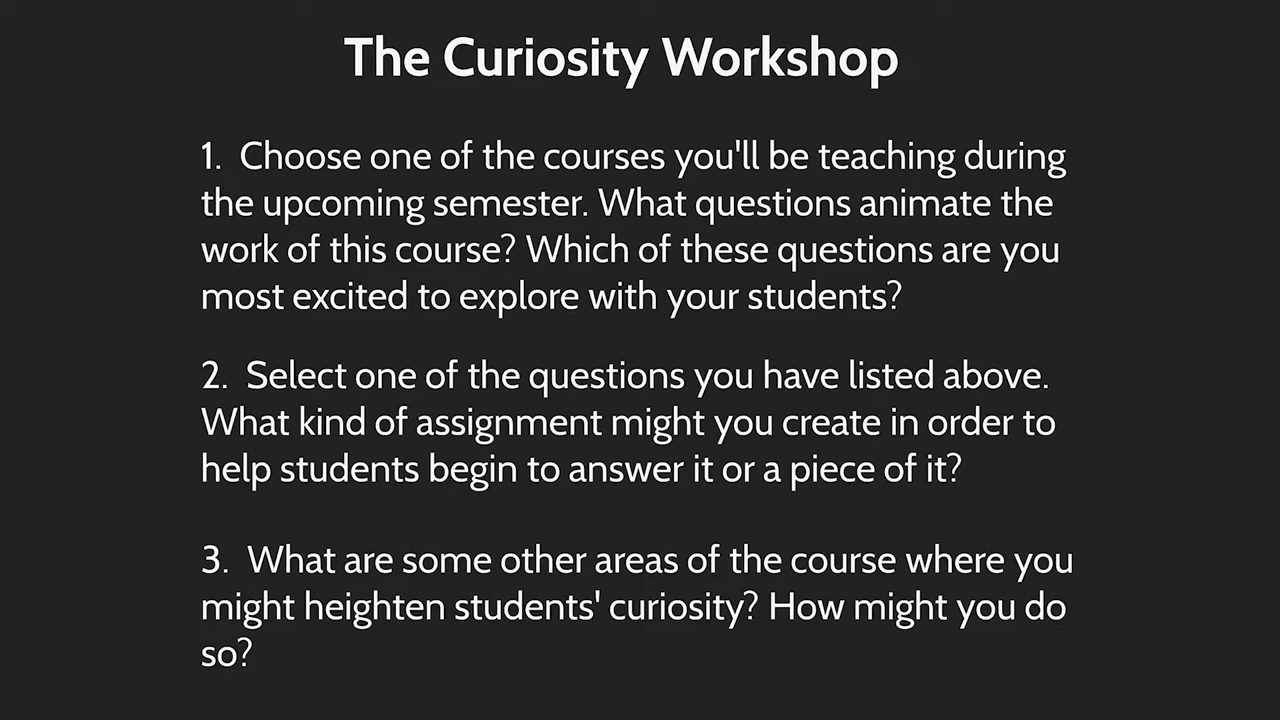 The Curiosity Workshop
1. Choose one of the courses you'll be teaching during
the upcoming semester. What questions animate the
work of this course? Which of these questions are you
most excited to explore with your students?
2. Select one of the questions you have listed above.
What kind of assignment might you create in order to
help students begin to answer it or a piece of it?
3. What are some other areas of the course where you
might heighten students' curiosity? How might you do
so?